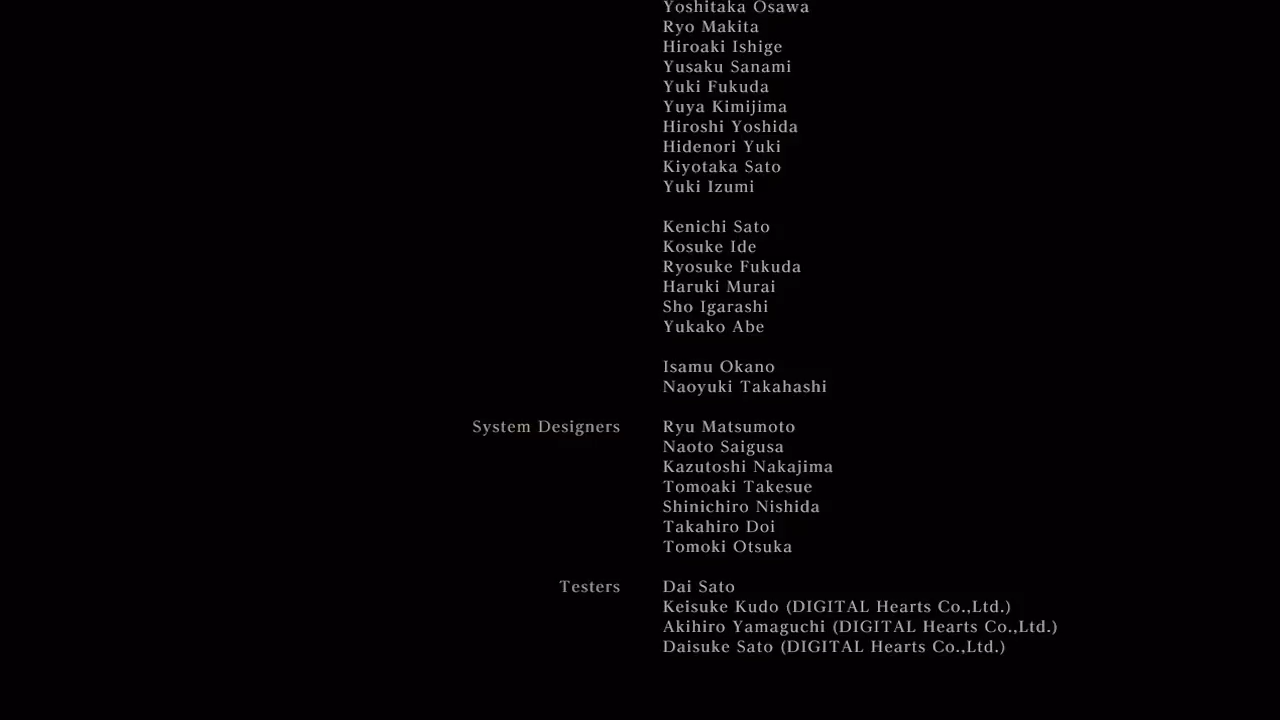 Yoshitaka Osawa
Ryo Makita
Hiroaki Ishige
Yusaku Sanami
Yuki Fukuda
Yuya Kimijima
Hiroshi Yoshida
Hidenori Yuki
Kiyotaka Sato
Yuki Izumi
Kenichi Sato
Kosuke Ide
Ryosuke Fukuda
Haruki Murai
Sho Igarashi
Yukako Abe
Isamu Okano
Naoyuki Takahashi
System Designers Ryu Matsumoto
Naoto Saigusa
Kazutoshi Nakajima
Tomoaki Takesue
Shinichiro Nishida
Takahiro Doi
Tomoki Otsuka
Testers Dai Sato
Keisuke Kudo (DIGITAL Hearts Co.,Ltd.)
Akihiro Yamaguchi (DIGITAL Hearts Co.,Ltd.)
Daisuke Sato (DIGITAL Hearts Co.,Ltd.)